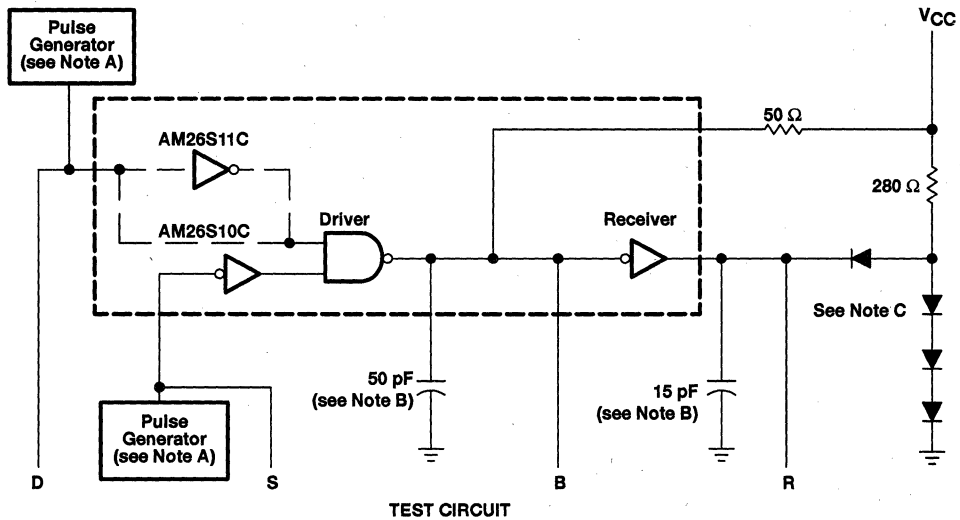 Pulse
Generator
(see Note A)
VCC
50 Ω
AM26S11C
280 Ω
AM26S10C
Driver
Receiver
See Note C
50 pF
(see Note B)
15 pF
(see Note B)
Pulse
Generator
(see Note A)
D
S
B
R
TEST CIRCUIT